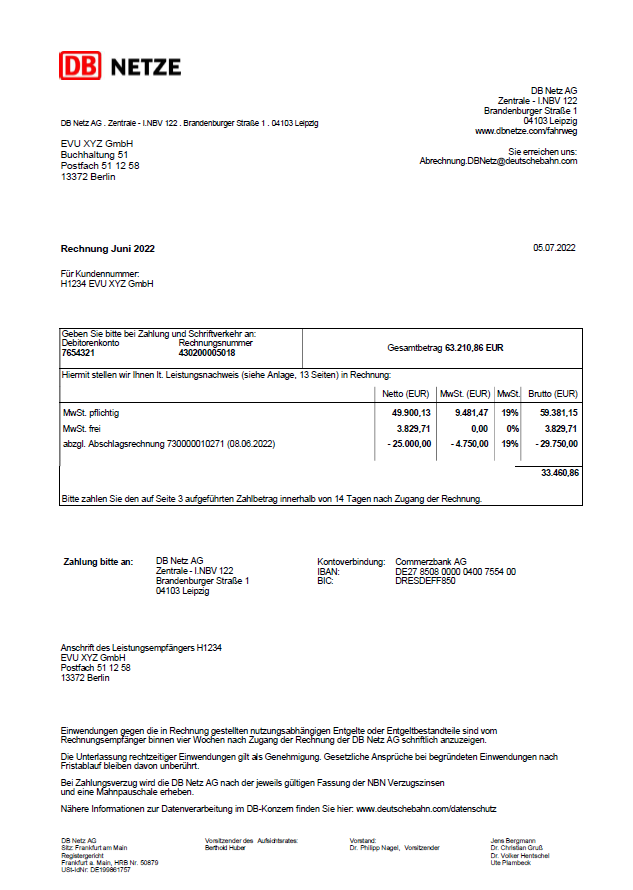 DB NETZE
DB Netz AG
Zentrale - I.NBV 122
Brandenburger Straße 1
04103 Leipzig
www.dbnetze.com/fahrweg
DB Netz AG . Zentrale - I.NBV 122 . Brandenburger Straße 1 . 04103 Leipzig
EVU XYZ GmbH
Buchhaltung 51
Postfach 51 12 58
13372 Berlin
Sie erreichen uns:
Abrechnung.DBNetz@deutschebahn.com
Rechnung Juni 2022 05.07.2022
Für Kundennummer:
H1234 EVU XYZ GmbH
Geben Sie bitte bei Zahlung und Schriftverkehr an:
Debitorenkonto Rechnungsnummer
7654321 430200005018
Gesamtbetrag 63.210,86 EUR
Hiermit stellen wir Ihnen lt. Leistungsnachweis (siehe Anlage, 13 Seiten) in Rechnung:
Netto (EUR) MwSt. (EUR) MwSt. Brutto (EUR)
MwSt. pflichtig 49.900,13 9.481,47 19% 59.381,15
MwSt. frei 3.829,71 0,00 0% 3.829,71
abzgl. Abschlagsrechnung 730000010271 (08.06.2022) - 25.000,00 - 4.750,00 19% - 29.750,00
33.460,86
Bitte zahlen Sie den auf Seite 3 aufgeführten Zahlbetrag innerhalb von 14 Tagen nach Zugang der Rechnung.
Zahlung bitte an:
DB Netz AG
Zentrale - I.NBV 122
Brandenburger Straße 1
04103 Leipzig
Kontoverbindung: Commerzbank AG
IBAN: DE27 8508 0000 0400 7554 00
BIC: DRESDEFF850
Anschrift des Leistungsempfängers H1234
EVU XYZ GmbH
Postfach 51 12 58
13372 Berlin
Einwendungen gegen die in Rechnung gestellten nutzungsabhängigen Entgelte oder Entgeltbestandteile sind vom
Rechnungsempfänger binnen vier Wochen nach Zugang der Rechnung der DB Netz AG schriftlich anzuzeigen.
Die Unterlassung rechtzeitiger Einwendungen gilt als Genehmigung. Gesetzliche Ansprüche bei begründeten Einwendungen nach
Fristablauf bleiben davon unberührt.
Bei Zahlungsverzug wird die DB Netz AG nach der jeweils gültigen Fassung der NBN Verzugszinsen
und eine Mahnpauschale erheben.
Nähere Informationen zur Datenverarbeitung im DB-Konzern finden Sie hier: www.deutschebahn.com/datenschutz
DB Netz AG
Sitz: Frankfurt am Main
Registergericht
Frankfurt a. Main, HRB Nr. 50879
USt-IdNr: DE199861757
Vorsitzender des Aufsichtsrates:
Berthold Huber
Vorstand:
Dr. Philipp Nagel, Vorsitzender
Jens Bergmann
Dr. Christian Gruß
Dr. Volker Hentschel
Ute Plambeck